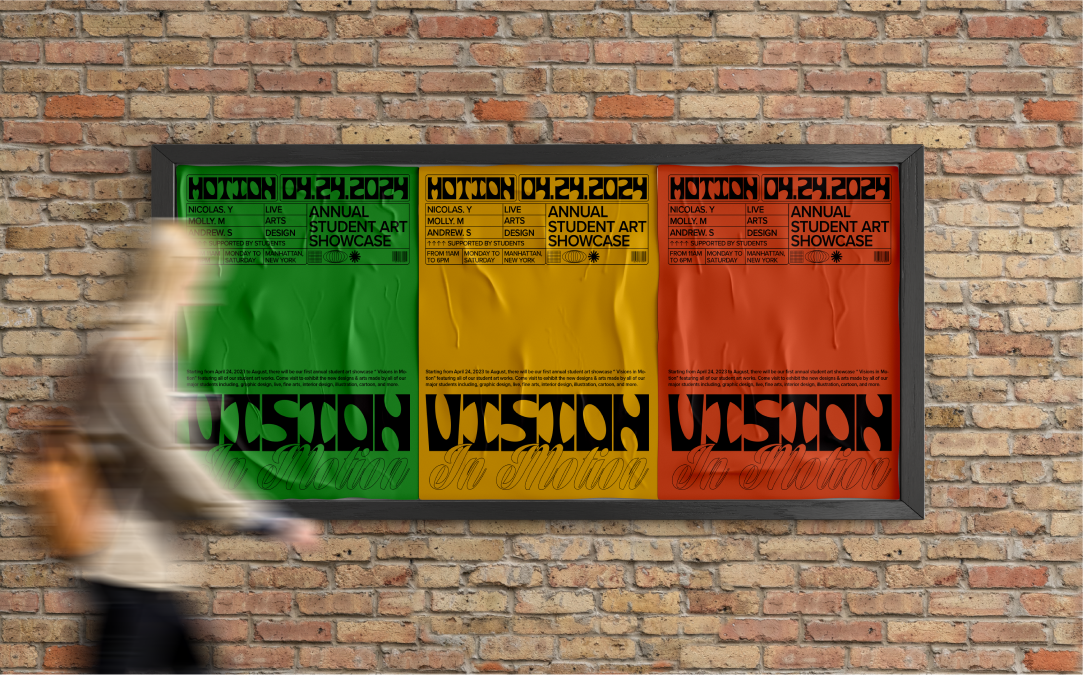 MOTION 04.24.2024
NICOLAS. Y LIVE
MOLLY. M ARTS
ANDREW. S DESIGN
ANNUAL
STUDENT ART
SHOWCASE
SUPPORTED BY STUDENTS
MONDAY TO
SATURDAY
MANHATTAN,
NEW YORK
Starting from April 24, 2023 to August, there will be our first annual student art showcase " Visions in Mo-
tion" featuring all of our student art works. Come visit to exhibit the new designs & arts made by all of our
major students including, graphic design, live, fine arts, interior design, illustration, cartoons, and more.
VISION
In Motion
MOTION 04.24.2024
NICOLAS. Y LIVE
MOLLY. M ARTS
ANDREW. S DESIGN
ANNUAL
STUDENT ART
SHOWCASE
↑↑↑↑ SUPPORTED BY STUDENTS
FROM 11AM
TO 6PM
MONDAY TO
SATURDAY
MANHATTAN,
NEW YORK
Starting from April 24, 2023 to August, there will be our first annual student art showcase " Visions in Mo-
tion" featuring all of our student art works. Come visit to exhibit the new designs & arts made by all of our
major students including, graphic design, live, fine arts, interior design, illustration, cartoons, and more.
VISION
In Motion
MOTION 04.24.2024
NICOLAS. Y LIVE
MOLLY. M ARTS
ANDREW. S DESIGN
ANNUAL
STUDENT ART
SHOWCASE
↑↑↑↑ SUPPORTED BY STUDENTS
FROM 11AM
TO 6PM
MONDAY TO
SATURDAY
MANHATTAN,
NEW YORK
Starting from April 24, 2023 to August, there will be our first annual student art showcase " Visions in Mo-
tion" featuring all of our student art works. Come visit to exhibit the new designs & arts made by all of our
major students including, graphic design, live, fine arts, interior design, illustration, cartoons, and more.
VISION
In Motion